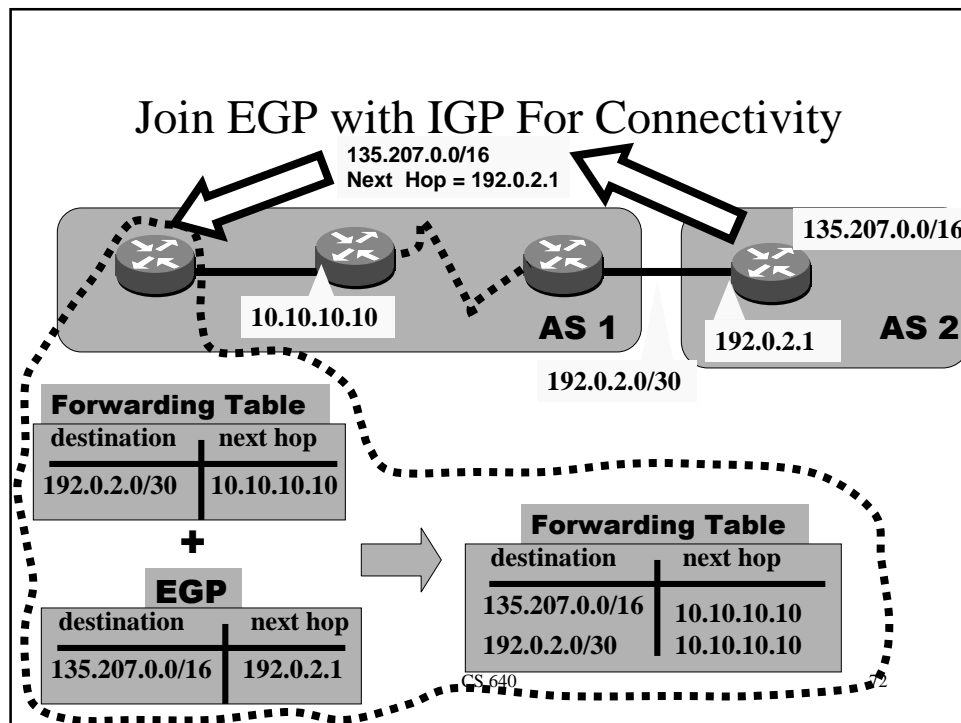 Join EGP with IGP For Connectivity
135.207.0.0/16
Next Hop = 192.0.2.1
135.207.0.0/16
10.10.10.10
AS 1
192.0.2.1
AS 2
192.0.2.0/30
Forwarding Table
destination next hop
192.0.2.0/30 10.10.10.10
+
EGP
destination next hop
135.207.0.0/16 192.0.2.1
Forwarding Table
destination next hop
135.207.0.0/16 10.10.10.10
192.0.2.0/30 10.10.10.10
CS 640
72